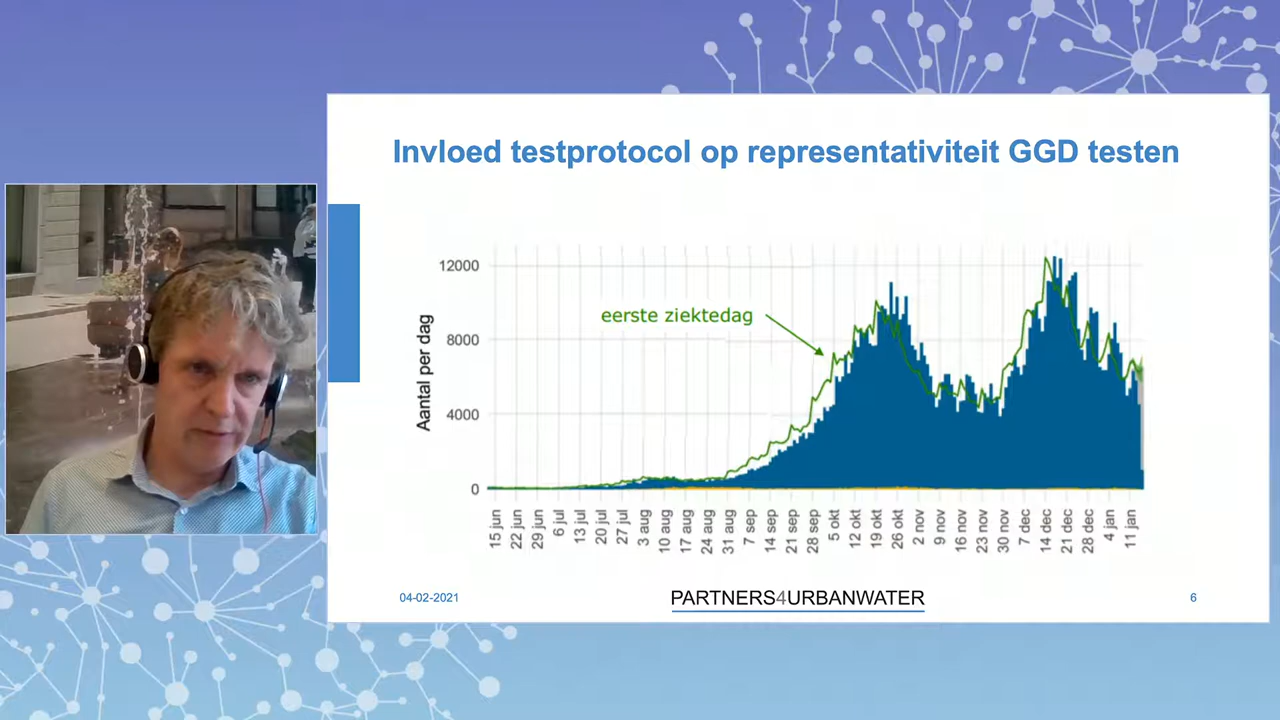 Invloed testprotocol op representativiteit GGD testen
eerste ziektedag
Aantal per dag
12000
8000
4000
0
15 jun
22 jun
29 jun
6 jul
13 jul
20 jul
27 jul
3 aug
10 aug
17 aug
24 aug
31 aug
7 sep
14 sep
21 sep
28 sep
5 okt
12 okt
19 okt
26 okt
2 nov
9 nov
16 nov
23 nov
30 nov
7 dec
14 dec
21 dec
28 dec
4 jan
11 jan
04-02-2021
PARTNERS4URBANWATER
6